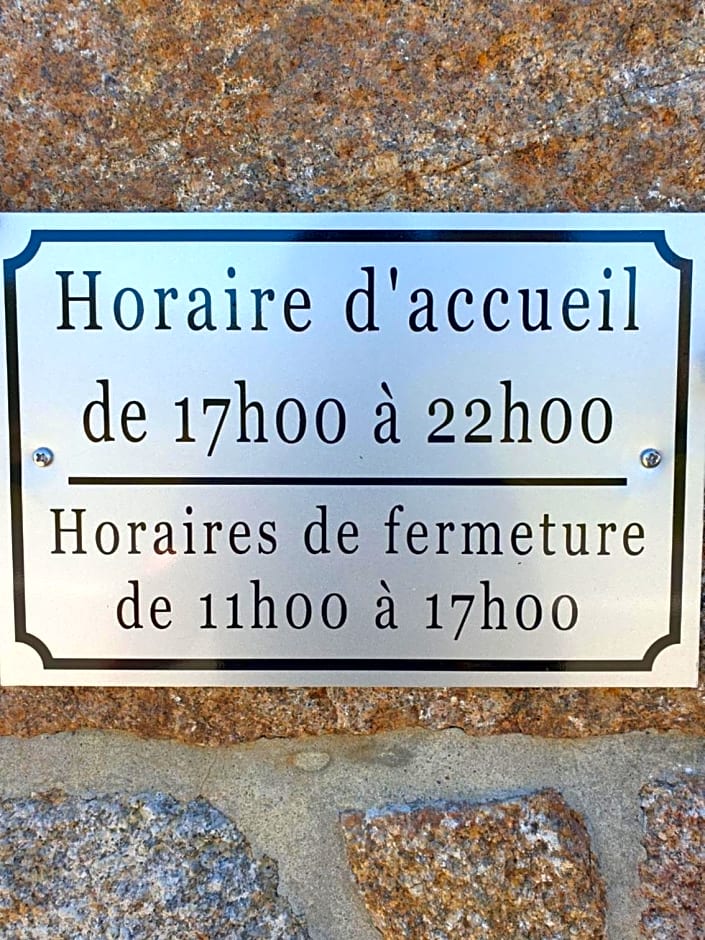 Horaire d'accueil
de 17h00 à 22h00
Horaires de fermeture
de 11h00 à 17h00